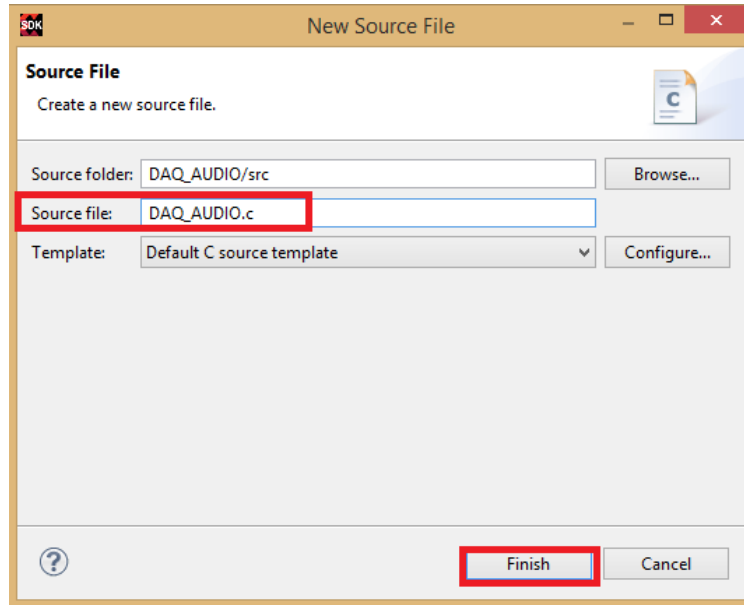 SDK New Source File
Source File
Create a new source file.
C
Source folder: DAQ_AUDIO/src Browse...
Source file: DAQ_AUDIO.c
Template: Default C source template Configure...
? Finish Cancel